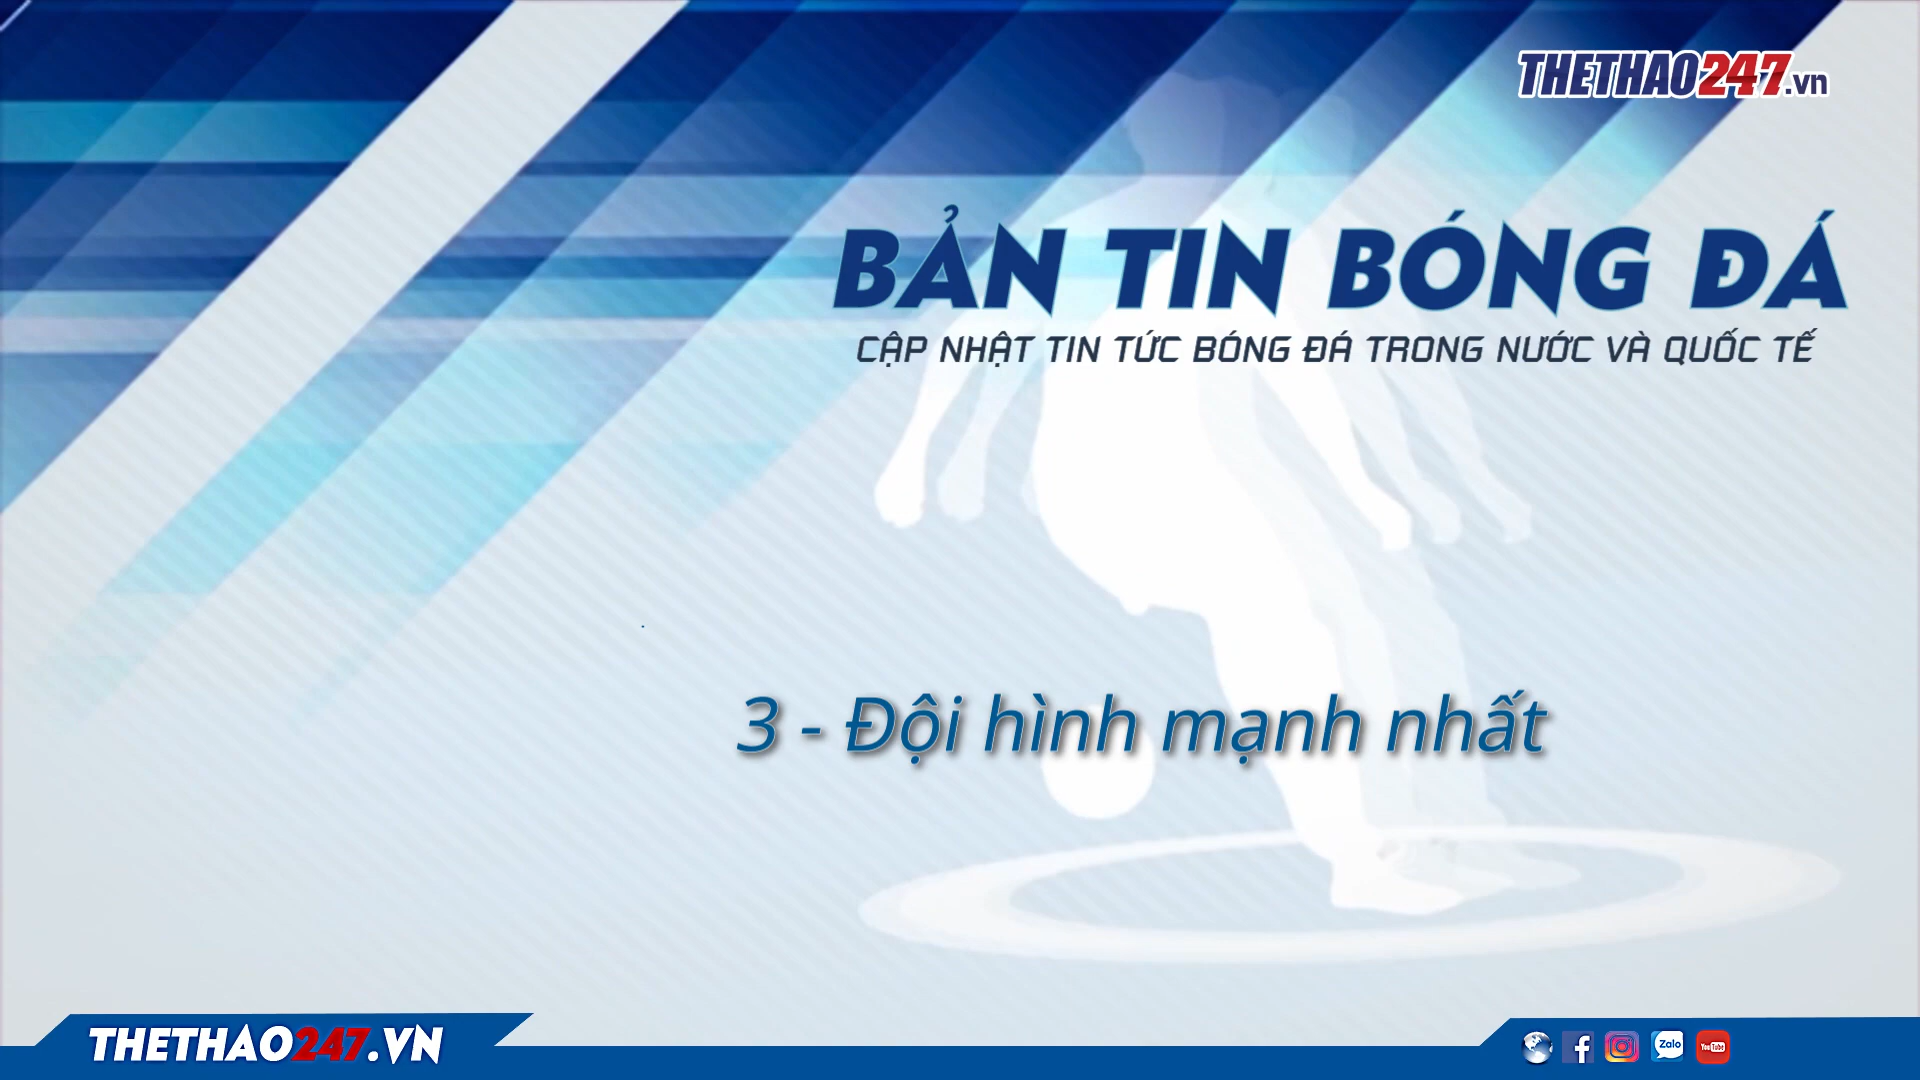 THETHAO247.vn
BẢN TIN BÓNG ĐÁ
CẬP NHẬT TIN TỨC BÓNG ĐÁ TRONG NƯỚC VÀ QUỐC TẾ
3 - Đội hình mạnh nhất
THETHAO247.VN
Zalo
YouTube